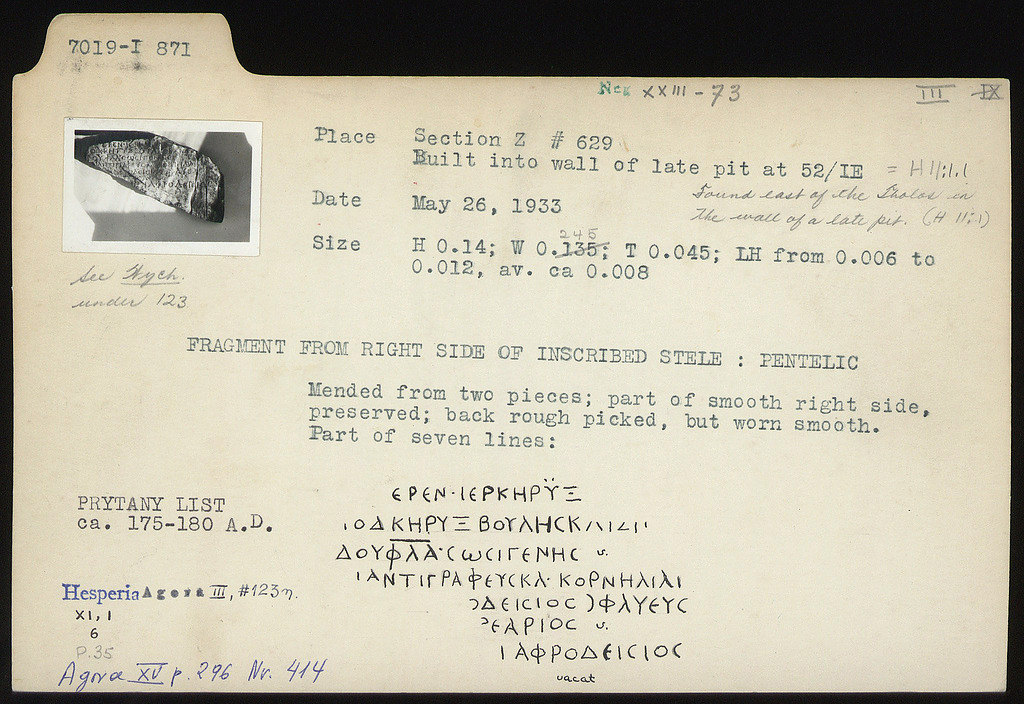 7019-I 871
Neg XXIII-73
III IX
Place Section Z # 629
Built into wall of late pit at 52/IE = H 11:1.1
Found east of the Tholos in
the wall of a late pit. (H 11:1)
Date May 26, 1933
245
Size H 0.14; W 0.135; T 0.045; LH from 0.006 to
0.012, av. ca 0.008
See Wych.
under 123
FRAGMENT FROM RIGHT SIDE OF INSCRIBED STELE : PENTELIC
Mended from two pieces; part of smooth right side,
preserved; back rough picked, but worn smooth.
Part of seven lines:
ΕΡΕΝ·ΙΕΡΚΗΡΫΞ
ΙΟΔΚΗΡΥΞΒΟΥΛΗϹΚΛ
ΔΟΥΦΛΑ·ϹωϹΙΓΕΝΗϹ v.
ΙΑΝΤΙΓΡΑΦΕΥϹΚΛ·ΚΟΡΝΗΛΙΑΙ
ƆΔΕΙϹΙΟϹ)ΦΛΥΕΥϹ
ΕΑΡΙΟϹ v.
ΙΑΦΡΟΔΕΙϹΙΟϹ
vacat
PRYTANY LIST
ca. 175-180 A.D.
Hesperia Agora III, #123n.
XI, 1
6
P.35
Agora XV p. 296 Nr. 414